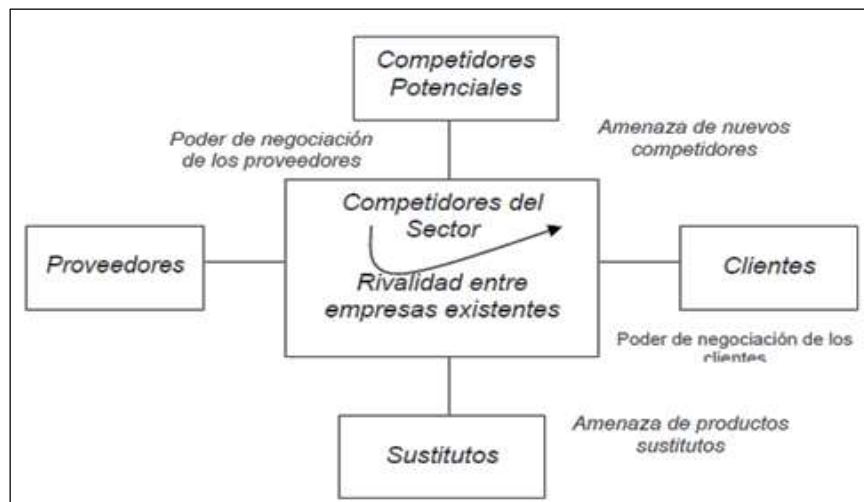 Competidores
Potenciales
Poder de negociación
de los proveedores
Amenaza de nuevos
competidores
Competidores del
Sector
Proveedores
Rivalidad entre
empresas existentes
Clientes
Poder de negociación de los
clientes
Amenaza de productos
sustitutos
Sustitutos